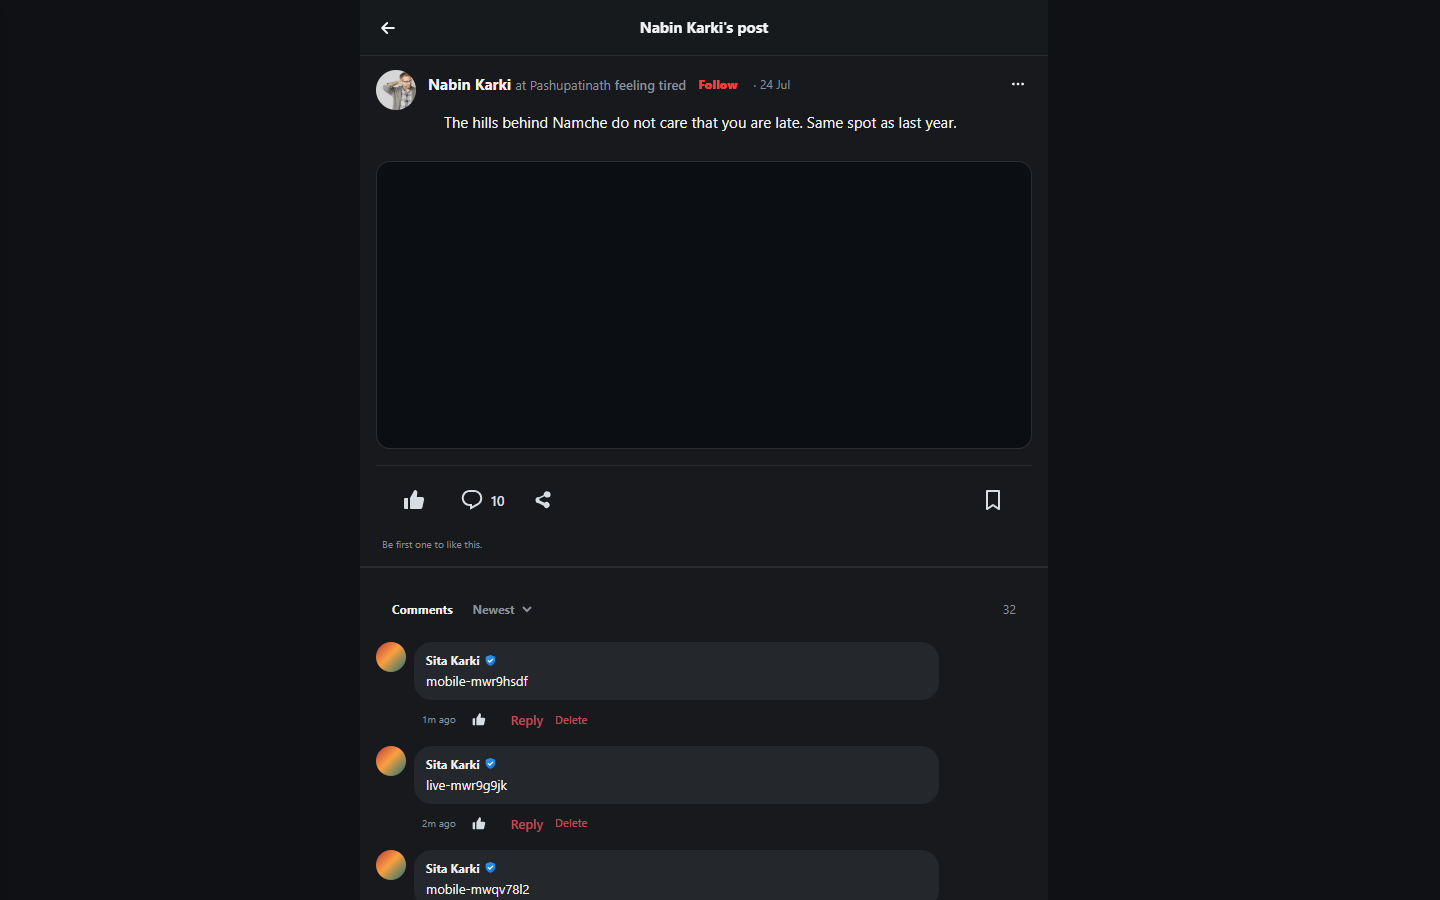 Nabin Karki's post
Nabin Karki at Pashupatinath feeling tired Follow · 24 Jul
The hills behind Namche do not care that you are late. Same spot as last year.
10
Be first one to like this.
Comments Newest 32
Sita Karki
mobile-mwr9hsdf
1m ago Reply Delete
Sita Karki
live-mwr9g9jk
2m ago Reply Delete
Sita Karki
mobile-mwqv78l2